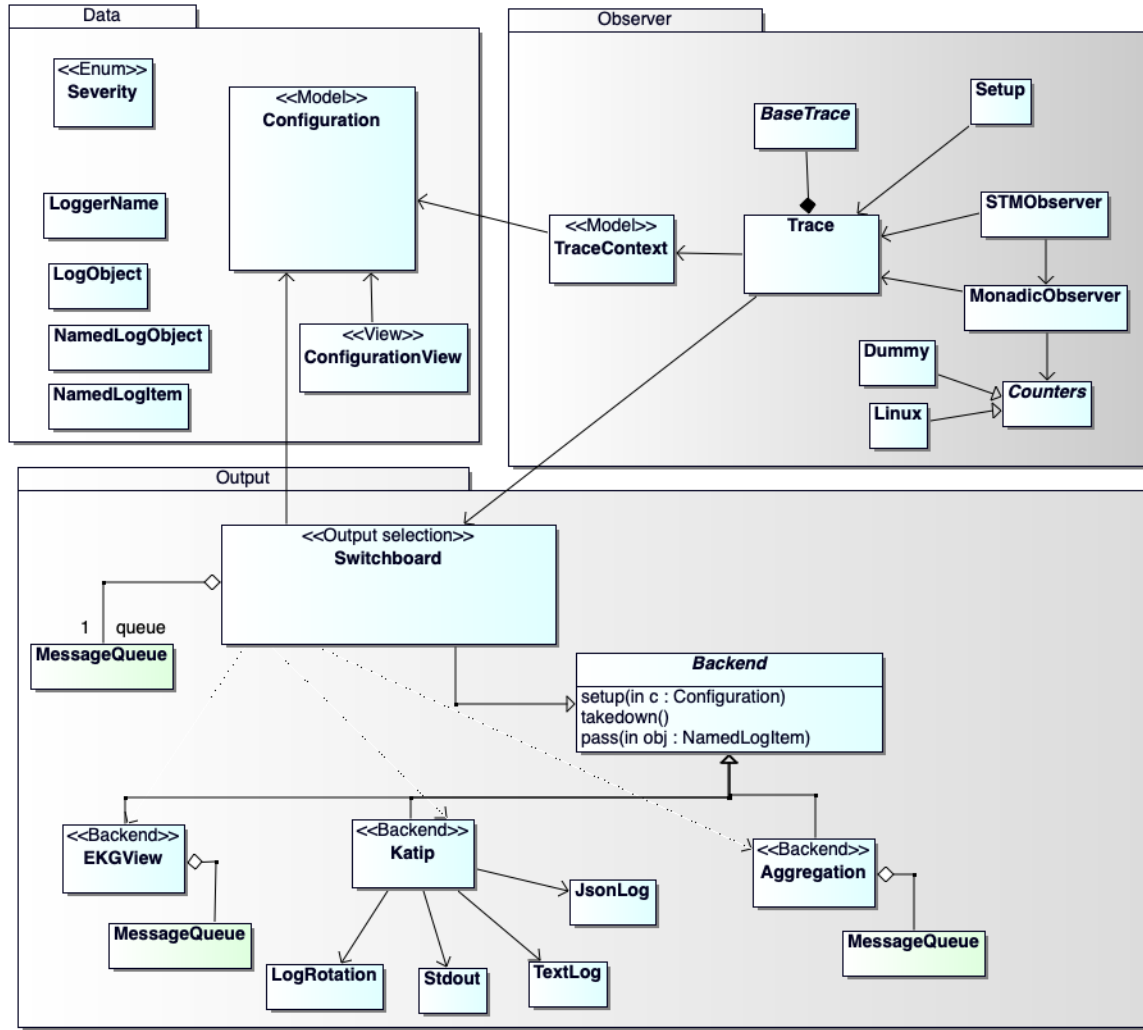 Data
<<Enum>>
Severity
<<Model>>
Configuration
LoggerName
LogObject
NamedLogObject
NamedLogItem
<<View>>
ConfigurationView
Observer
BaseTrace
Setup
<<Model>>
TraceContext
Trace
STMObserver
MonadicObserver
Dummy
Linux
Counters
Output
<<Output selection>>
Switchboard
1 queue
MessageQueue
Backend
setup(in c : Configuration)
takedown()
pass(in obj : NamedLogItem)
<<Backend>>
EKGView
MessageQueue
<<Backend>>
Katip
JsonLog
LogRotation
Stdout
TextLog
<<Backend>>
Aggregation
MessageQueue